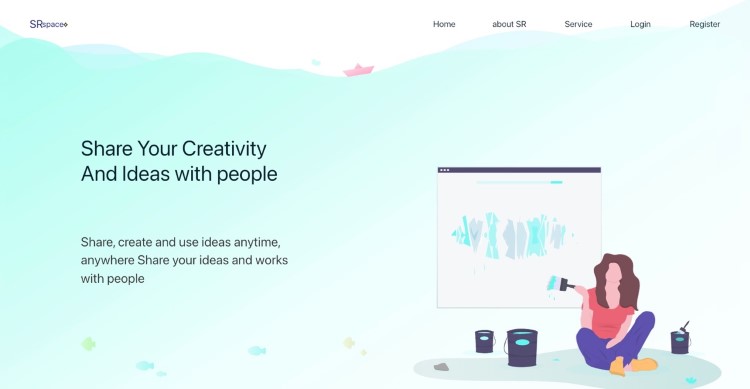 SRspace
Home about SR Service Login Register
Share Your Creativity
And Ideas with people
Share, create and use ideas anytime,
anywhere Share your ideas and works
with people